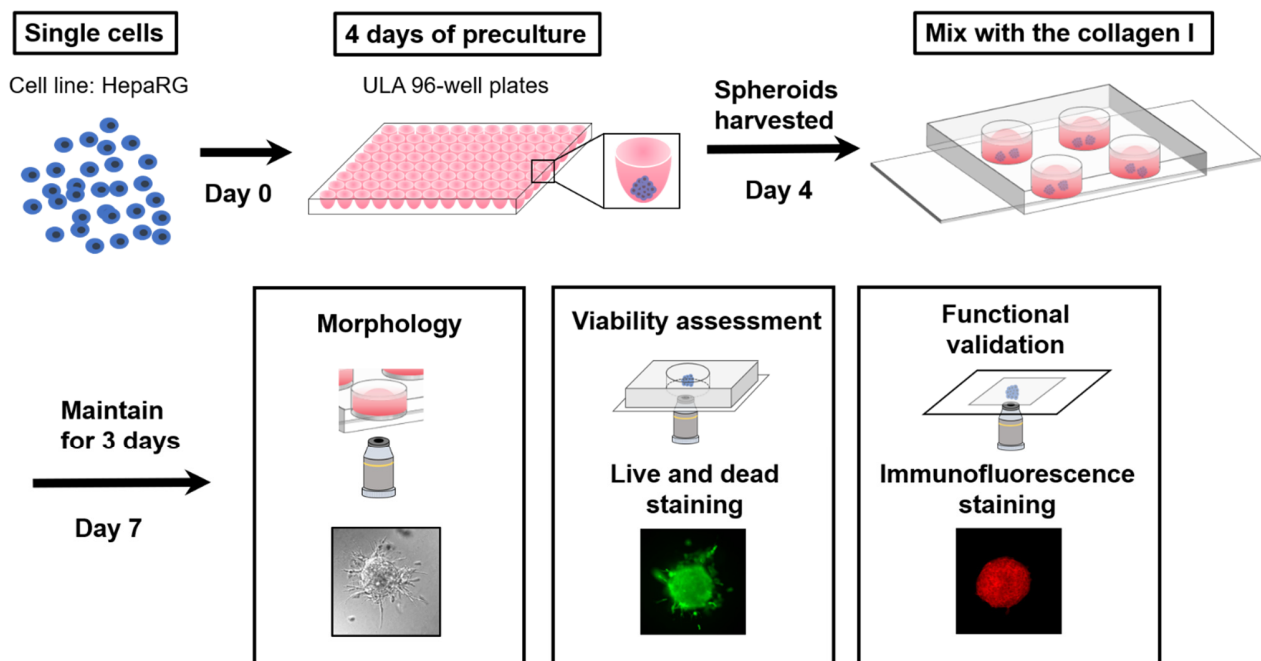 Single cells
Cell line: HepaRG
Day 0
4 days of preculture
ULA 96-well plates
Spheroids
harvested
Day 4
Mix with the collagen I
Maintain
for 3 days
Day 7
Morphology
Viability assessment
Live and dead
staining
Functional
validation
Immunofluorescence
staining